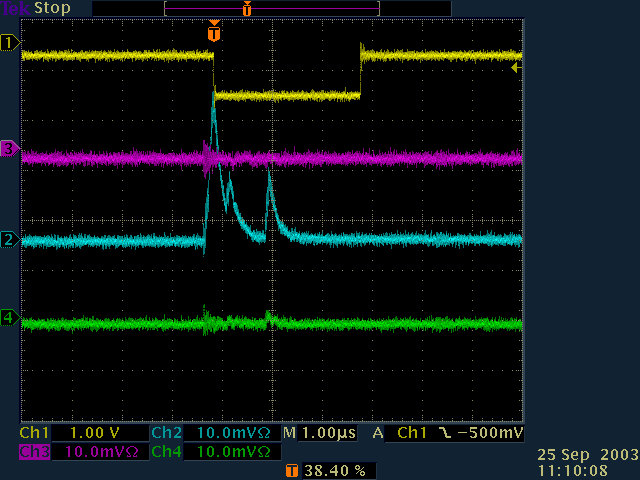 Tek Stop
T
T
1
3
2
4
Ch1 1.00 V Ch2 10.0mVΩ M 1.00µs A Ch1 ꓶ −500mV
Ch3 10.0mVΩ Ch4 10.0mVΩ
T 38.40 %
25 Sep 2003
11:10:08